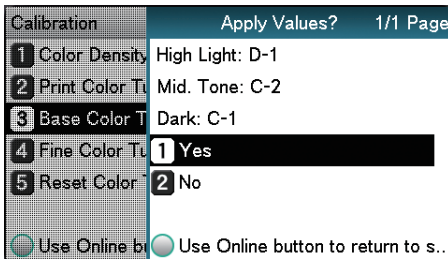 Calibration
1 Color Density
2 Print Color Tu
3 Base Color T
4 Fine Color Tu
5 Reset Color T
Use Online bu
Apply Values? 1/1 Page
High Light: D-1
Mid. Tone: C-2
Dark: C-1
1 Yes
2 No
Use Online button to return to s..